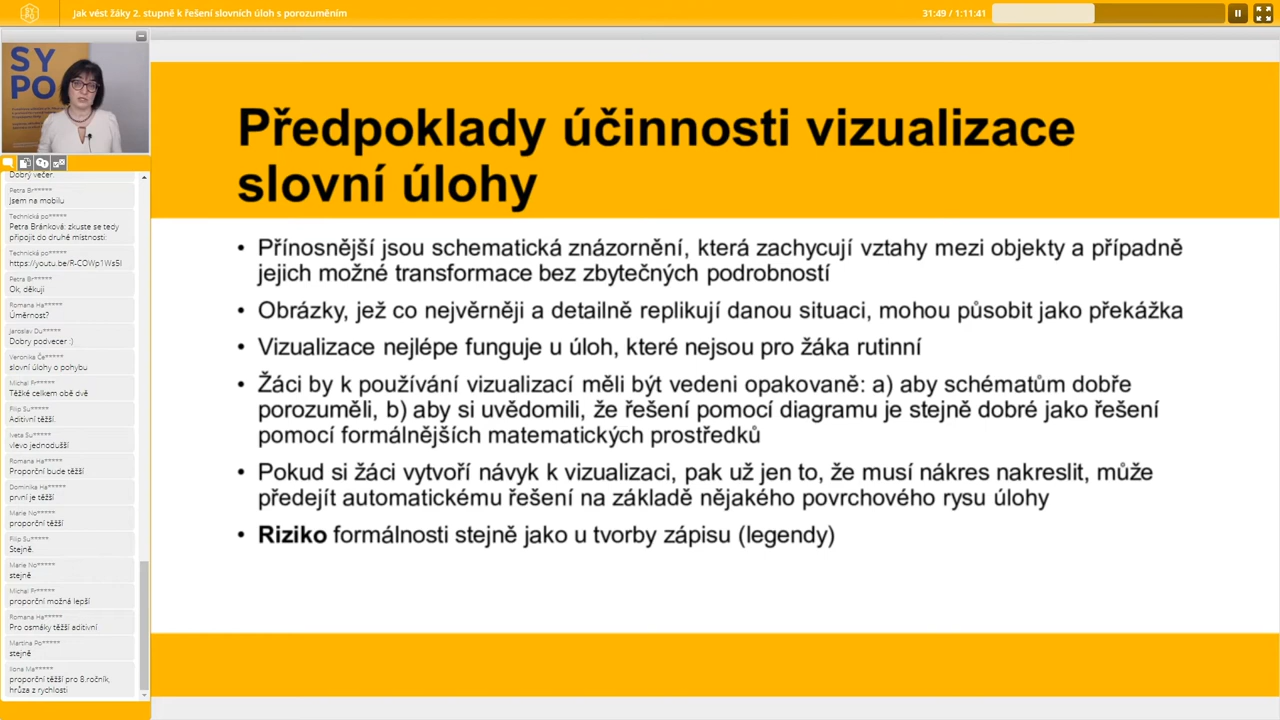 Jak vést žáky 2. stupně k řešení slovních úloh s porozuměním
31:49 / 1:11:41
SY
PO
Dobrý večer.
Petra Br*****
Jsem na mobilu
Technická po*****
Petra Bránková: zkuste se tedy
připojit do druhé místnosti:
Technická po*****
https://youtu.be/R-COWp1Ws5I
Petra Br*****
Ok, děkuji
Romana Ha*****
Úměrnost?
Jaroslav Du*****
Dobry podvecer :)
Veronika Če*****
slovní úlohy o pohybu
Michal Fr*****
Těžké celkem obě dvě
Filip Su*****
Aditivní těžší.
Iveta Su*****
vlevo jednodušší
Romana Ha*****
Proporční bude těžší
Dominika Ha*****
první je těžší
Marie No*****
proporční těžší
Filip Su*****
Stejně.
Marie No*****
stejně
Michal Fr*****
proporční možná lepší
Romana Ha*****
Pro osmáky těžší aditivní
Martina Po*****
stejně
Ilona Ma*****
proporční těžší pro 8.ročník,
hrůza z rychlosti
Předpoklady účinnosti vizualizace
slovní úlohy
• Přínosnější jsou schematická znázornění, která zachycují vztahy mezi objekty a případně
jejich možné transformace bez zbytečných podrobností
• Obrázky, jež co nejvěrněji a detailně replikují danou situaci, mohou působit jako překážka
• Vizualizace nejlépe funguje u úloh, které nejsou pro žáka rutinní
• Žáci by k používání vizualizací měli být vedeni opakovaně: a) aby schématům dobře
porozuměli, b) aby si uvědomili, že řešení pomocí diagramu je stejně dobré jako řešení
pomocí formálnějších matematických prostředků
• Pokud si žáci vytvoří návyk k vizualizaci, pak už jen to, že musí nákres nakreslit, může
předejít automatickému řešení na základě nějakého povrchového rysu úlohy
• Riziko formálnosti stejně jako u tvorby zápisu (legendy)